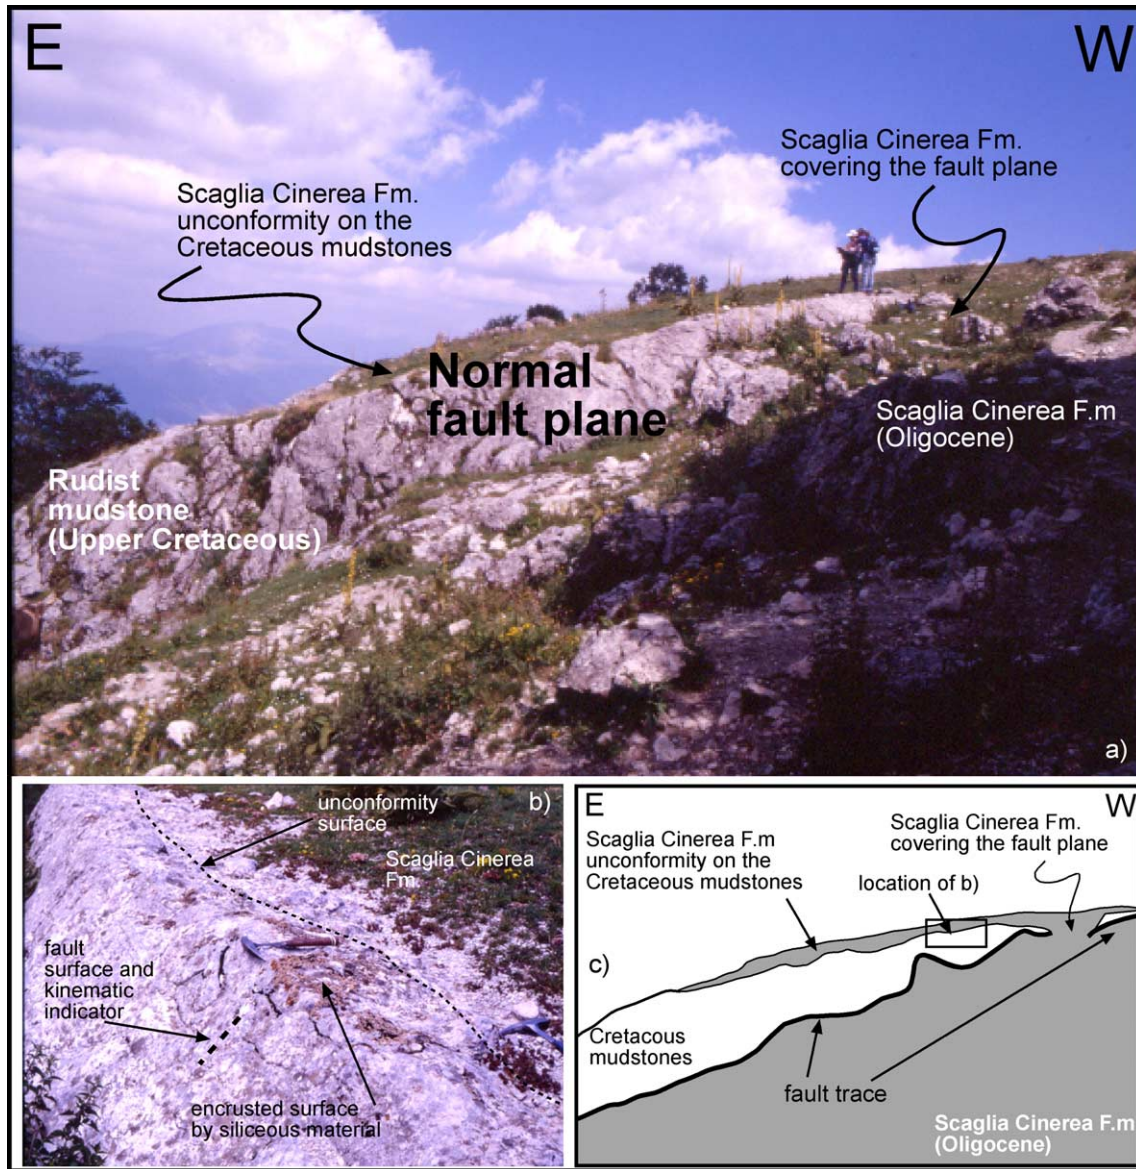 E
W
Scaglia Cinerea Fm.
covering the fault plane
Scaglia Cinerea Fm.
unconformity on the
Cretaceous mudstones
Normal
fault plane
Scaglia Cinerea F.m
(Oligocene)
Rudist
mudstone
(Upper Cretaceous)
a)
b)
unconformity
surface
Scaglia Cinerea
Fm.
fault
surface and
kinematic
indicator
encrusted surface
by siliceous material
E
W
Scaglia Cinerea F.m
unconformity on the
Cretaceous mudstones
Scaglia Cinerea Fm.
covering the fault plane
location of b)
c)
Cretacous
mudstones
fault trace
Scaglia Cinerea F.m
(Oligocene)